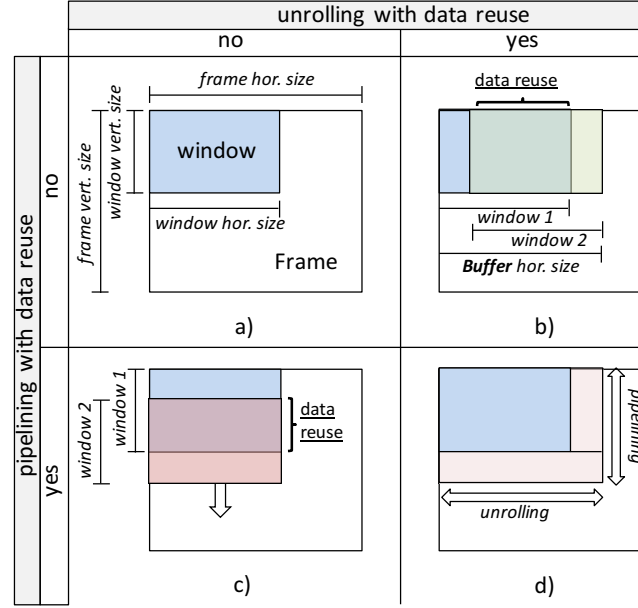 unrolling with data reuse
no
yes
pipelining with data reuse
no
yes
frame hor. size
frame vert. size
window vert. size
window
window hor. size
Frame
a)
data reuse
window 1
window 2
Buffer hor. size
b)
window 2
window 1
data
reuse
c)
pipelining
unrolling
d)